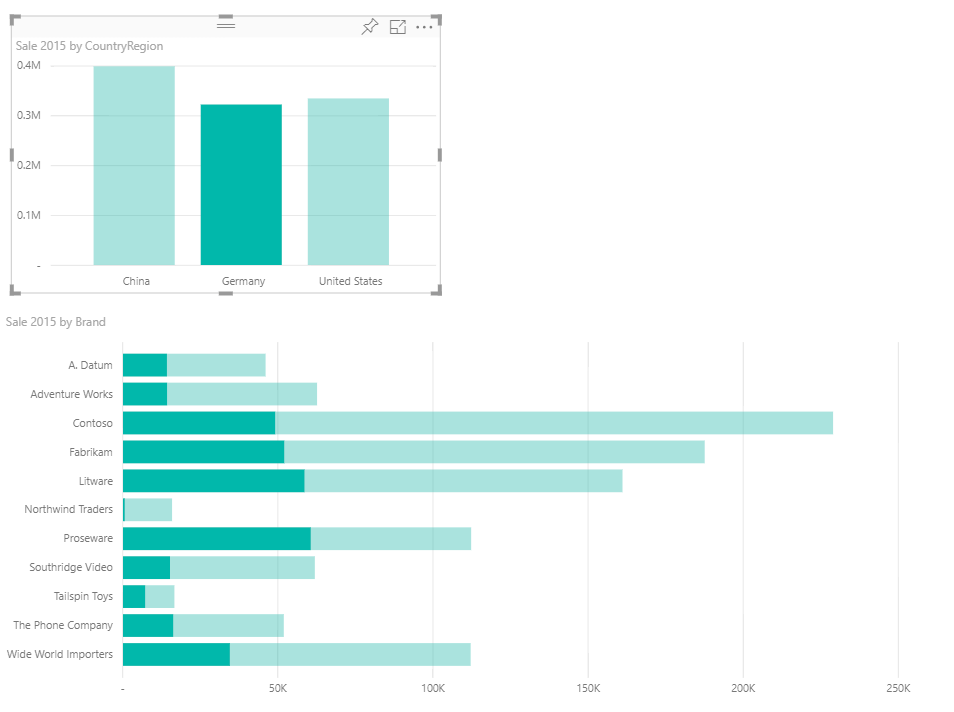 Sale 2015 by CountryRegion
0.4M
0.3M
0.2M
0.1M
-
China Germany United States
Sale 2015 by Brand
A. Datum
Adventure Works
Contoso
Fabrikam
Litware
Northwind Traders
Proseware
Southridge Video
Tailspin Toys
The Phone Company
Wide World Importers
- 50K 100K 150K 200K 250K